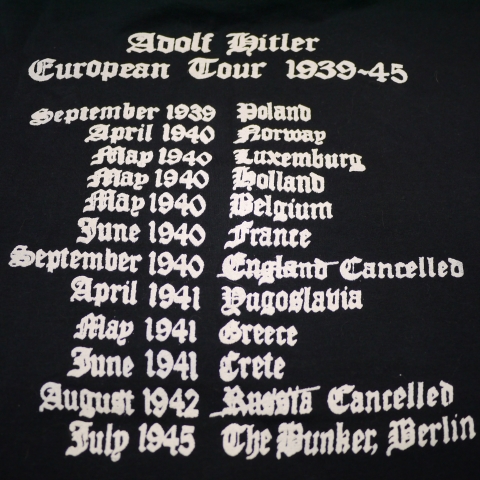 Adolf Hitler
European Tour 1939-45
September 1939 Poland
April 1940 Norway
May 1940 Luxemburg
May 1940 Holland
May 1940 Belgium
June 1940 France
September 1940 England Cancelled
April 1941 Yugoslavia
May 1941 Greece
June 1941 Crete
August 1942 Russia Cancelled
July 1945 The Bunker, Berlin